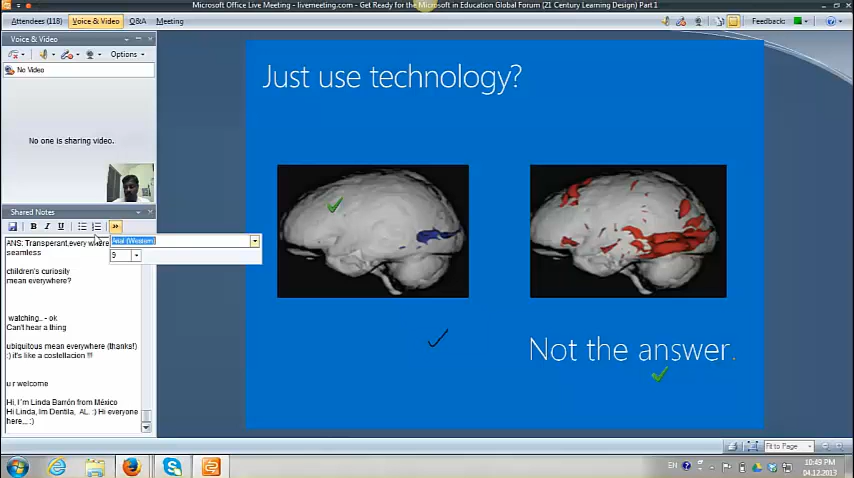 Microsoft Office Live Meeting - livemeeting.com - Get Ready for the Microsoft in Education Global Forum (21 Century Learning Design) Part 1
Attendees (118) Voice & Video Q&A Meeting
Feedback:
Voice & Video
Options
No Video
No one is sharing video.
Shared Notes
B I U
ANS: Transperant,every where
Arial (Western)
seamless
9
children's curiosity
mean everywhere?
watching.. - ok
Can't hear a thing
ubiquitous mean everywhere (thanks!)
:) it's like a costellacion !!!
u r welcome
Hi, I´m Linda Barrón from México
Hi Linda, Im Dentila, AL. :) Hi everyone
here,,, :)
Just use technology?
Not the answer.
Fit to Page
EN
10:49 PM
04.12.2013